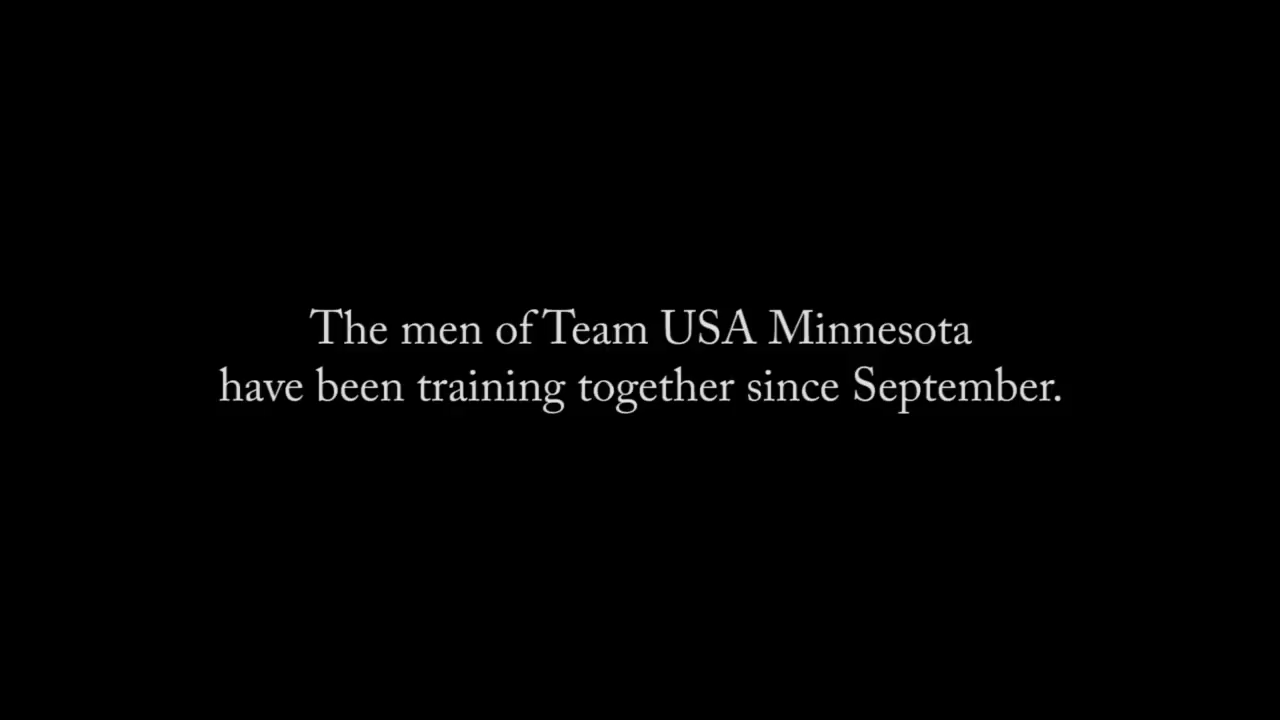 The men of Team USA Minnesota
have been training together since September.